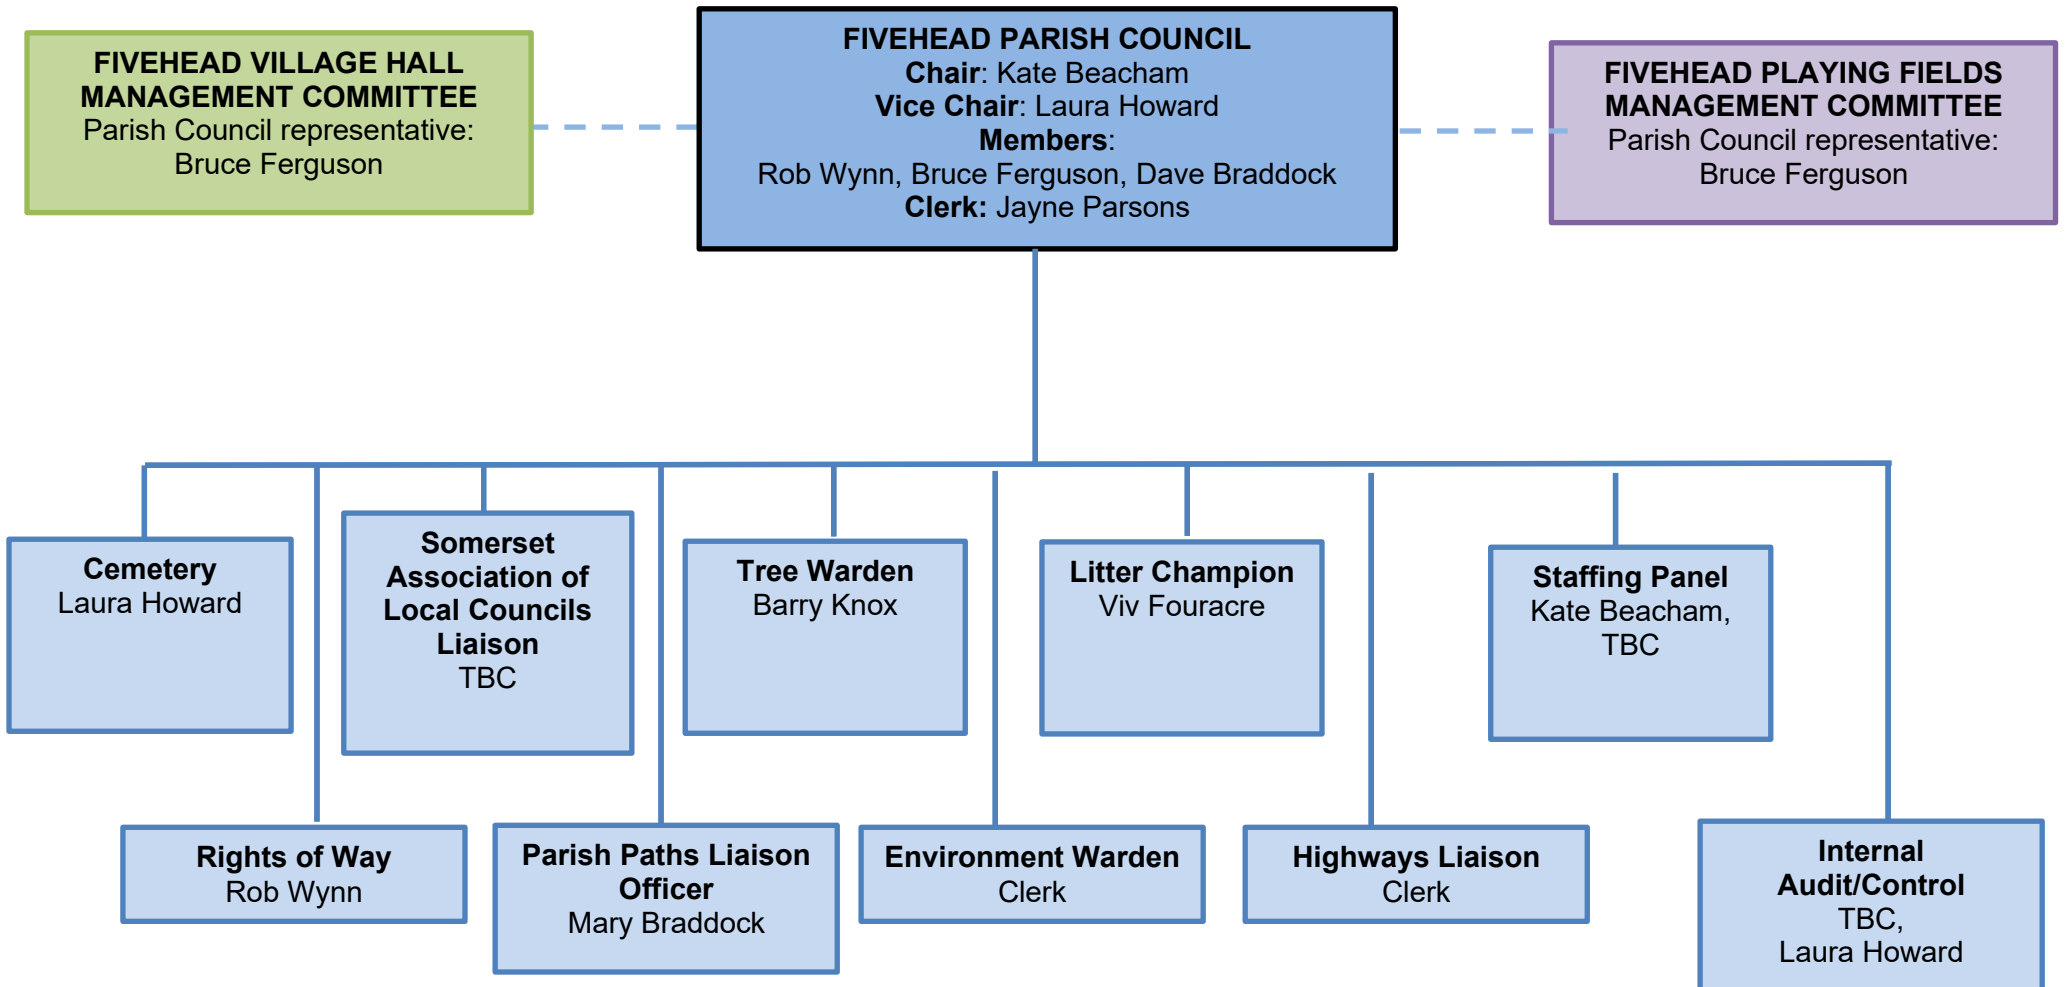 FIVEHEAD VILLAGE HALL
MANAGEMENT COMMITTEE
Parish Council representative:
Bruce Ferguson
FIVEHEAD PARISH COUNCIL
Chair: Kate Beacham
Vice Chair: Laura Howard
Members:
Rob Wynn, Bruce Ferguson, Dave Braddock
Clerk: Jayne Parsons
FIVEHEAD PLAYING FIELDS
MANAGEMENT COMMITTEE
Parish Council representative:
Bruce Ferguson
Cemetery
Laura Howard
Somerset
Association of
Local Councils
Liaison
TBC
Tree Warden
Barry Knox
Litter Champion
Viv Fouracre
Staffing Panel
Kate Beacham,
TBC
Rights of Way
Rob Wynn
Parish Paths Liaison
Officer
Mary Braddock
Environment Warden
Clerk
Highways Liaison
Clerk
Internal
Audit/Control
TBC,
Laura Howard